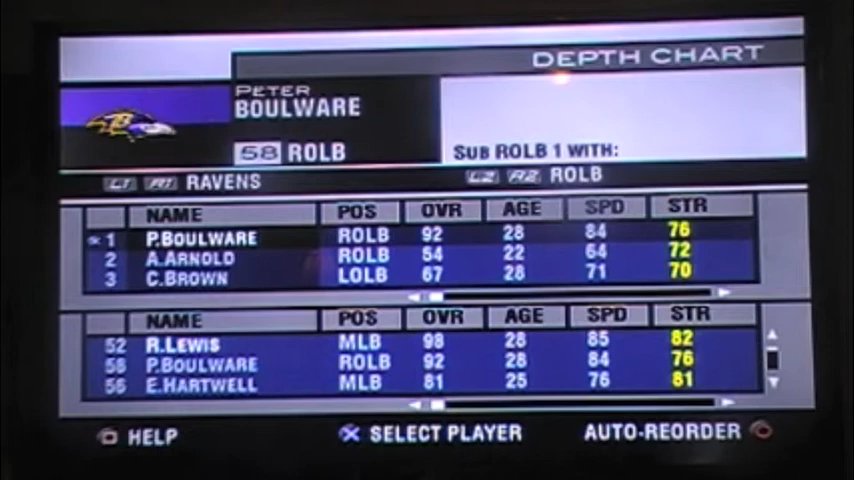 DEPTH CHART
PETER
BOULWARE
58 ROLB
SUB ROLB 1 WITH:
L1 R1 RAVENS
L2 R2 ROLB
NAME POS OVR AGE SPD STR
1 P.BOULWARE ROLB 92 28 84 76
2 A.ARNOLD ROLB 54 22 64 72
3 C.BROWN LOLB 67 28 71 70
NAME POS OVR AGE SPD STR
52 R.LEWIS MLB 98 28 85 82
58 P.BOULWARE ROLB 92 28 84 76
56 E.HARTWELL MLB 81 25 76 81
HELP
SELECT PLAYER
AUTO-REORDER